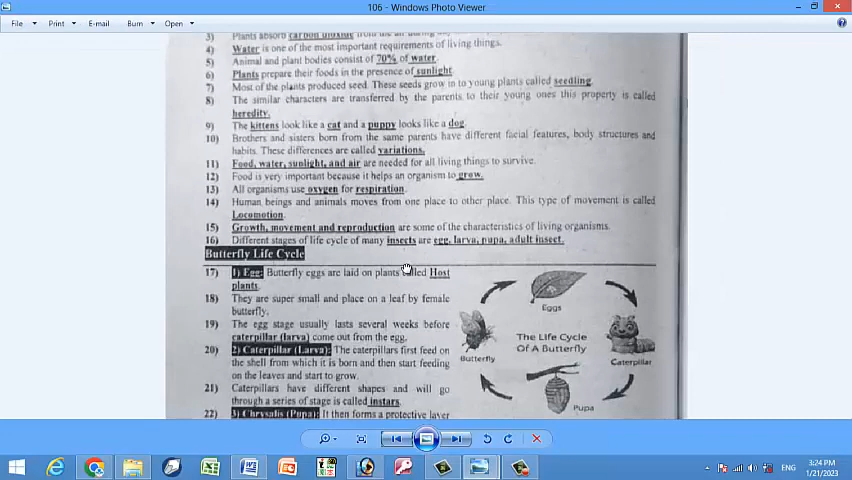 106 - Windows Photo Viewer
File Print E-mail Burn Open
3) Plants absorb carbon dioxide from the air during
4) Water is one of the most important requirements of living things.
5) Animal and plant bodies consist of 70% of water.
6) Plants prepare their foods in the presence of sunlight.
7) Most of the plants produced seed. These seeds grow in to young plants called seedling.
8) The similar characters are transferred by the parents to their young ones this property is called
heredity.
9) The kittens look like a cat and a puppy looks like a dog.
10) Brothers and sisters born from the same parents have different facial features, body structures and
habits. These differences are called variations.
11) Food, water, sunlight, and air are needed for all living things to survive.
12) Food is very important because it helps an organism to grow.
13) All organisms use oxygen for respiration.
14) Human beings and animals moves from one place to other place. This type of movement is called
Locomotion.
15) Growth, movement and reproduction are some of the characteristics of living organisms.
16) Different stages of life cycle of many insects are egg, larva, pupa, adult insect.
Butterfly Life Cycle
17) 1) Egg: Butterfly eggs are laid on plants called Host
plants.
18) They are super small and place on a leaf by female
butterfly.
19) The egg stage usually lasts several weeks before
caterpillar (larva) come out from the egg.
20) 2) Caterpillar (Larva): The caterpillars first feed on
the shell from which it is born and then start feeding
on the leaves and start to grow.
21) Caterpillars have different shapes and will go
through a series of stage is called instars.
22) 3) Chrysalis (Pupa): It then forms a protective layer
Eggs
The Life Cycle
Of A Butterfly
Butterfly
Caterpillar
Pupa
ENG
3:24 PM
1/21/2023